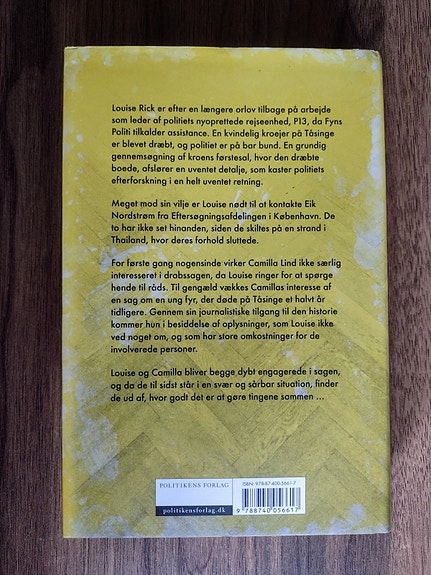 Louise Rick er efter en længere orlov tilbage på arbejde
som leder af politiets nyoprettede rejseenhed, P13, da Fyns
Politi tilkalder assistance. En kvindelig kroejer på Tåsinge
er blevet dræbt, og politiet er på bar bund. En grundig
gennemsøgning af kroens førstesal, hvor den dræbte
boede, afslører en uventet detalje, som kaster politiets
efterforskning i en helt uventet retning.
Meget mod sin vilje er Louise nødt til at kontakte Eik
Nordstrøm fra Eftersøgningsafdelingen i København. De
to har ikke set hinanden, siden de skiltes på en strand i
Thailand, hvor deres forhold sluttede.
For første gang nogensinde virker Camilla Lind ikke særlig
interesseret i drabssagen, da Louise ringer for at spørge
hende til råds. Til gengæld vækkes Camillas interesse af
en sag om en ung fyr, der døde på Tåsinge et halvt år
tidligere. Gennem sin journalistiske tilgang til den historie
kommer hun i besiddelse af oplysninger, som Louise ikke
ved noget om, og som har store omkostninger for de
involverede personer.
Louise og Camilla bliver begge dybt engagerede i sagen,
og da de til sidst står i en svær og sårbar situation, finder
de ud af, hvor godt det er at gøre tingene sammen ...
POLITIKENS FORLAG
politikensforlag.dk
ISBN: 978-87-400-5661-7
9 788740 056617